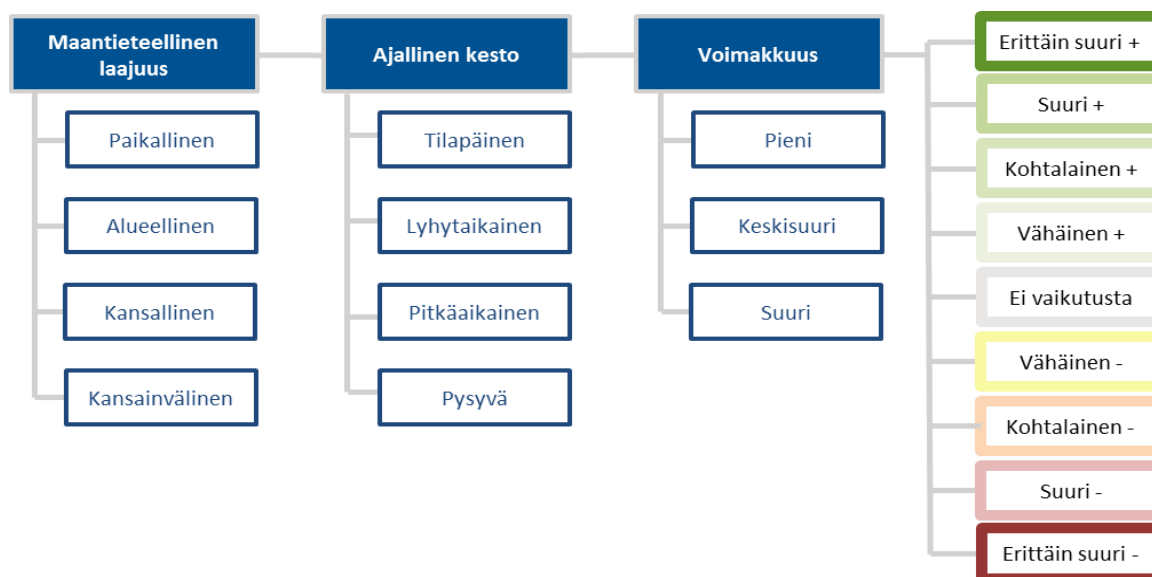 Maantieteellinen
laajuus
Paikallinen
Alueellinen
Kansallinen
Kansainvälinen
Ajallinen kesto
Tilapäinen
Lyhytaikainen
Pitkäaikainen
Pysyvä
Voimakkuus
Pieni
Keskisuuri
Suuri
Erittäin suuri +
Suuri +
Kohtalainen +
Vähäinen +
Ei vaikutusta
Vähäinen -
Kohtalainen -
Suuri -
Erittäin suuri -